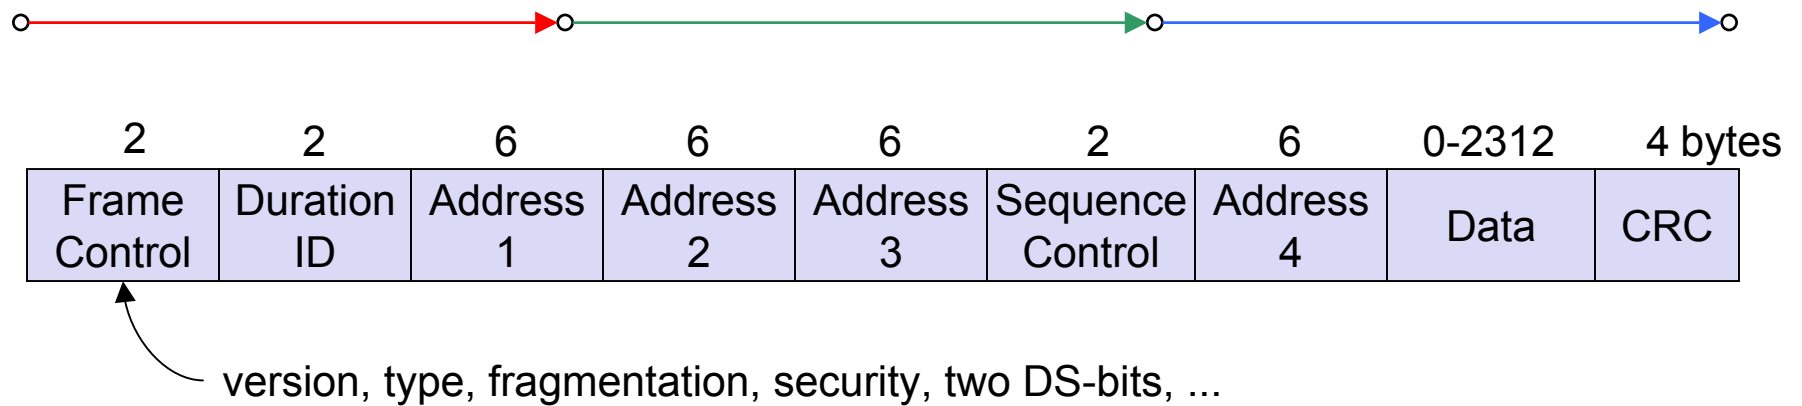 2 2 6 6 6 2 6 0-2312 4 bytes
Frame Duration Address Address Address Sequence Address Data CRC
Control ID 1 2 3 Control 4
version, type, fragmentation, security, two DS-bits, ...